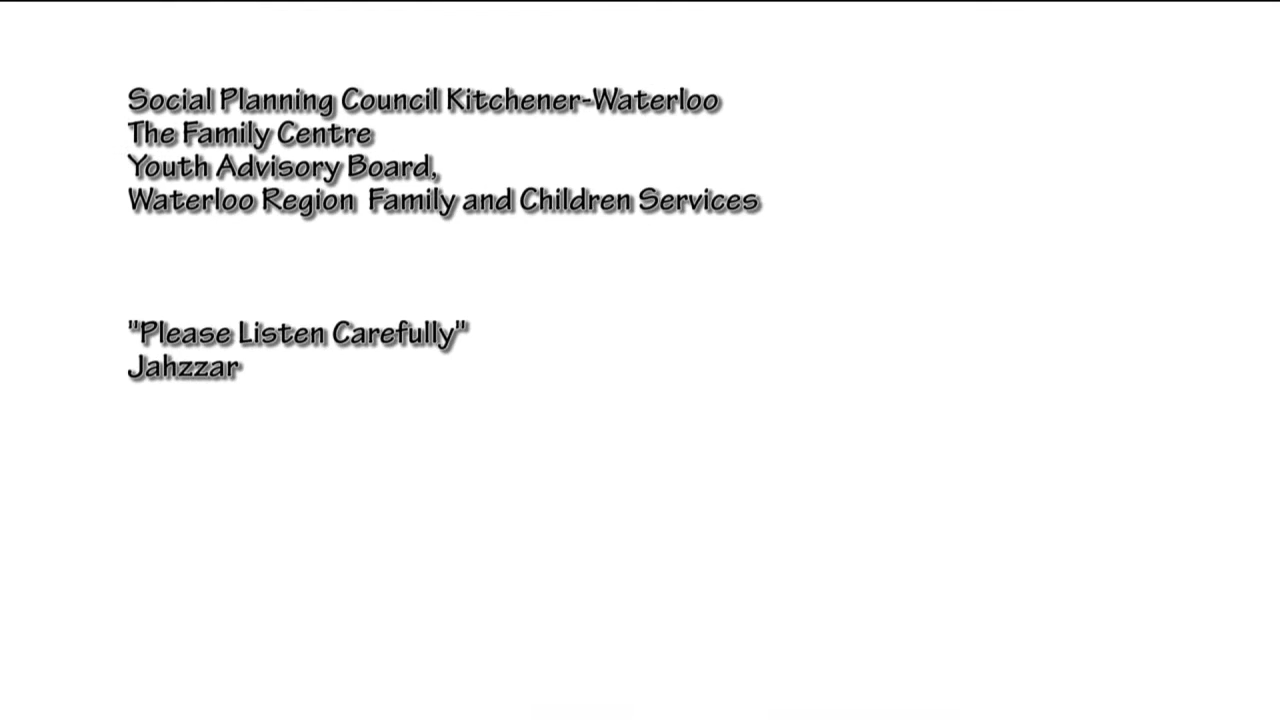 Social Planning Council Kitchener-Waterloo
The Family Centre
Youth Advisory Board,
Waterloo Region  Family and Children Services
"Please Listen Carefully"
Jahzzar